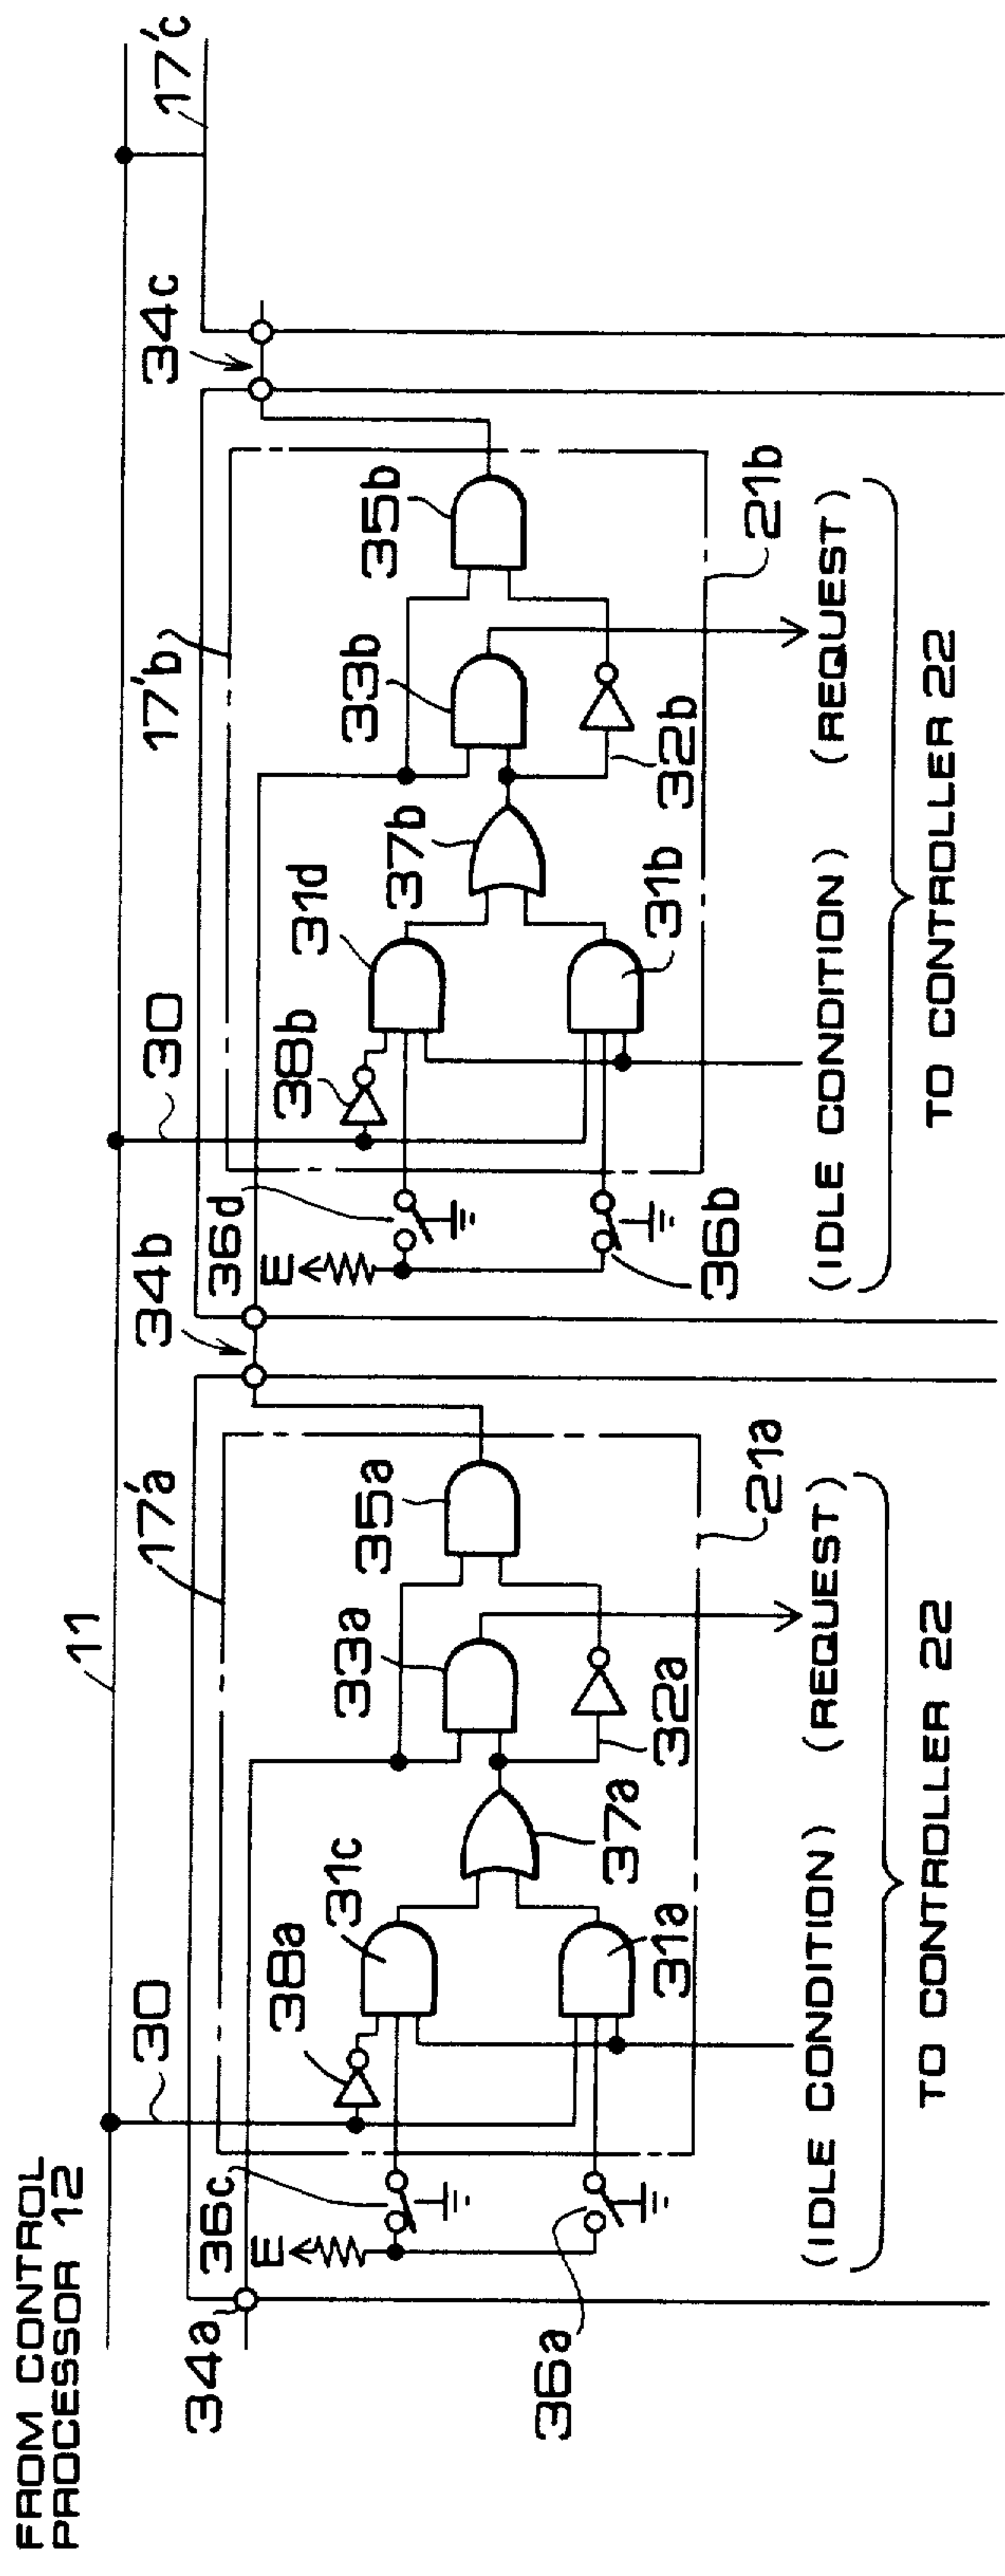 FROM CONTROL
PROCESSOR 12
11
34a
30
17'a
34b
30
17'b
34c
17'c
E
36c
38a
31c
33a
35a
36a
31a
37a
32a
21a
E
36d
38b
31d
37b
33b
35b
36b
31b
32b
21b
(IDLE CONDITION) (REQUEST)
TO CONTROLLER 22
(IDLE CONDITION) (REQUEST)
TO CONTROLLER 22